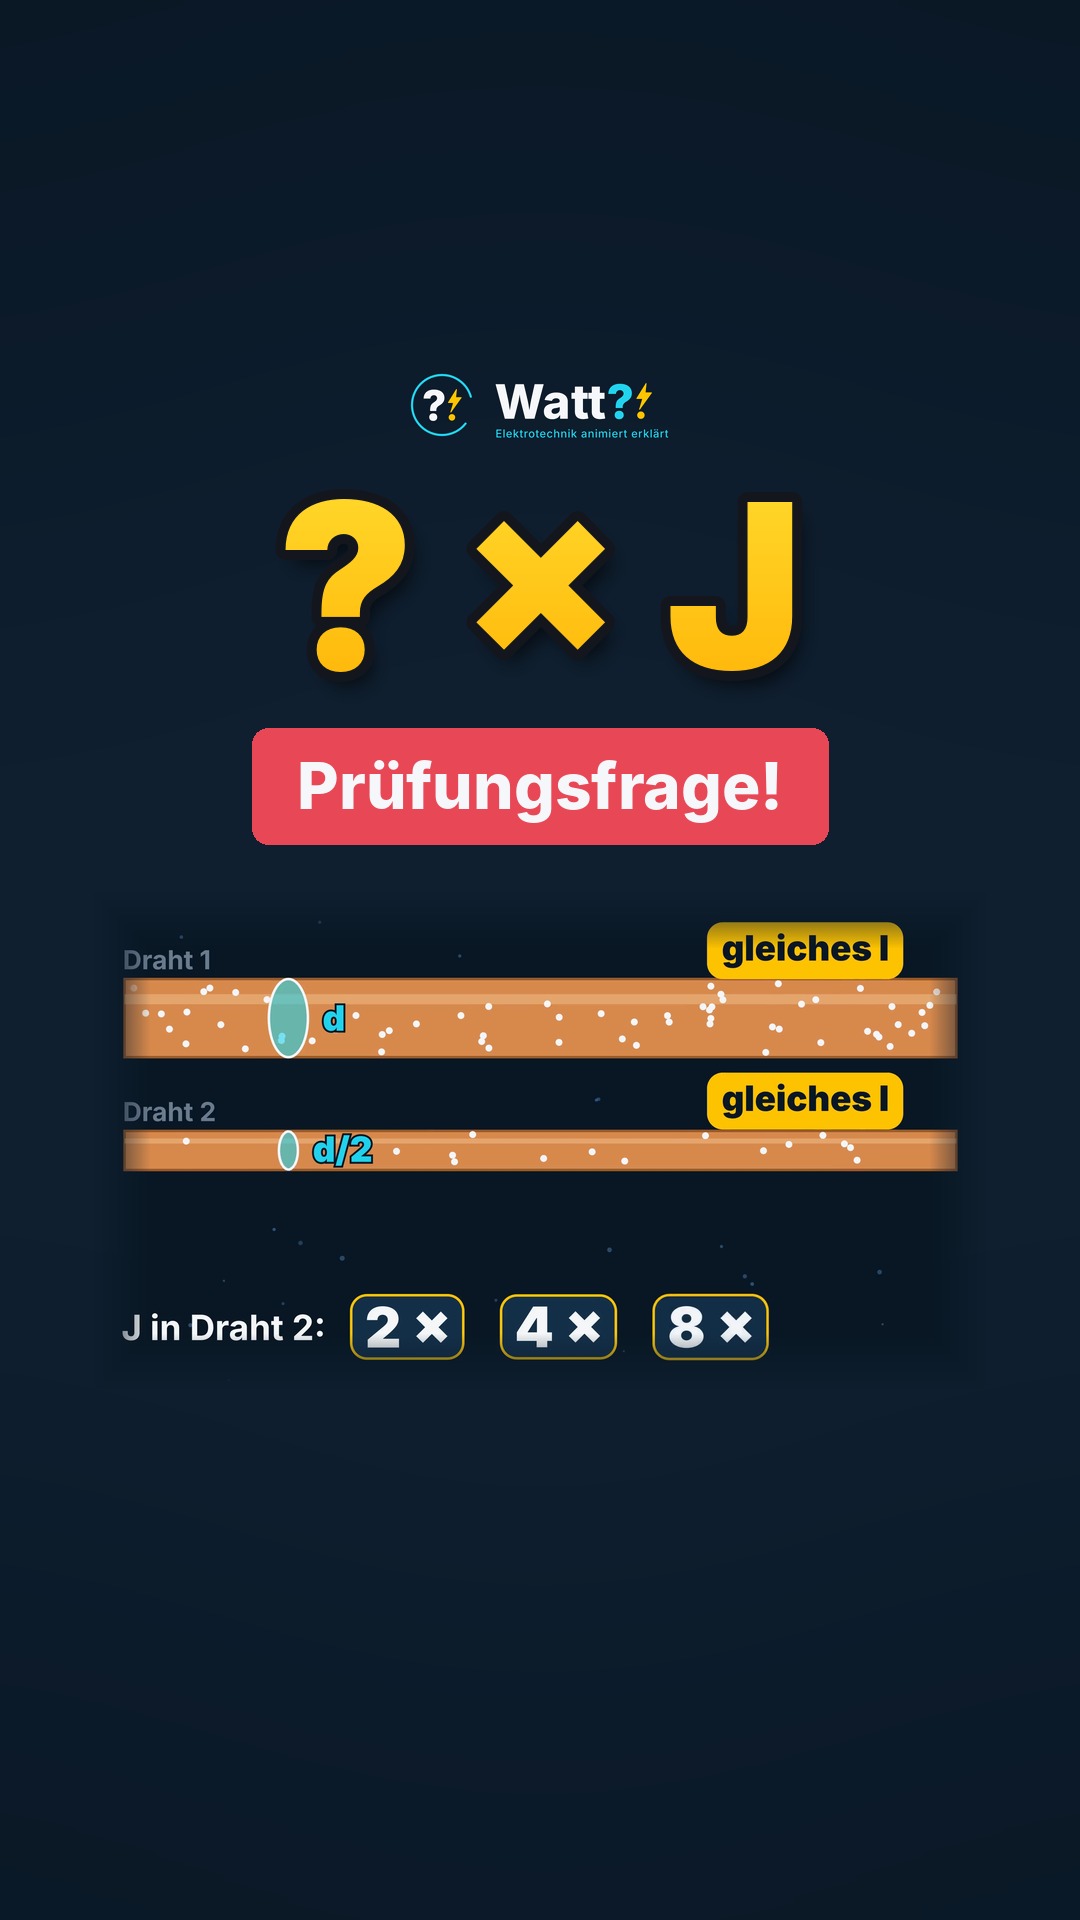 ?
Watt?
Elektrotechnik animiert erklärt
? × J
Prüfungsfrage!
Draht 1
gleiches I
d
Draht 2
gleiches I
d/2
J in Draht 2: 2 × 4 × 8 ×